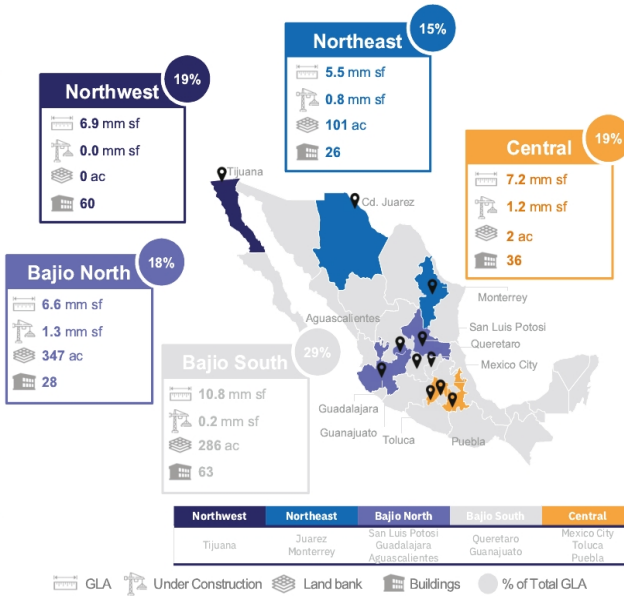 Northeast
15%
5.5 mm sf
0.8 mm sf
101 ac
26
Northwest
19%
6.9 mm sf
0.0 mm sf
0 ac
60
Central
19%
7.2 mm sf
1.2 mm sf
2 ac
36
Bajio North
18%
6.6 mm sf
1.3 mm sf
347 ac
28
Bajio South
29%
10.8 mm sf
0.2 mm sf
286 ac
63
Tijuana
Cd. Juarez
Monterrey
Aguascalientes
San Luis Potosi
Queretaro
Mexico City
Guadalajara
Guanajuato
Toluca
Puebla
Northwest Northeast Bajio North Bajio South Central
Tijuana Juarez San Luis Potosi Queretaro Mexico City
Monterrey Guadalajara Guanajuato Toluca
Aguascalientes Puebla
GLA Under Construction Land bank Buildings % of Total GLA